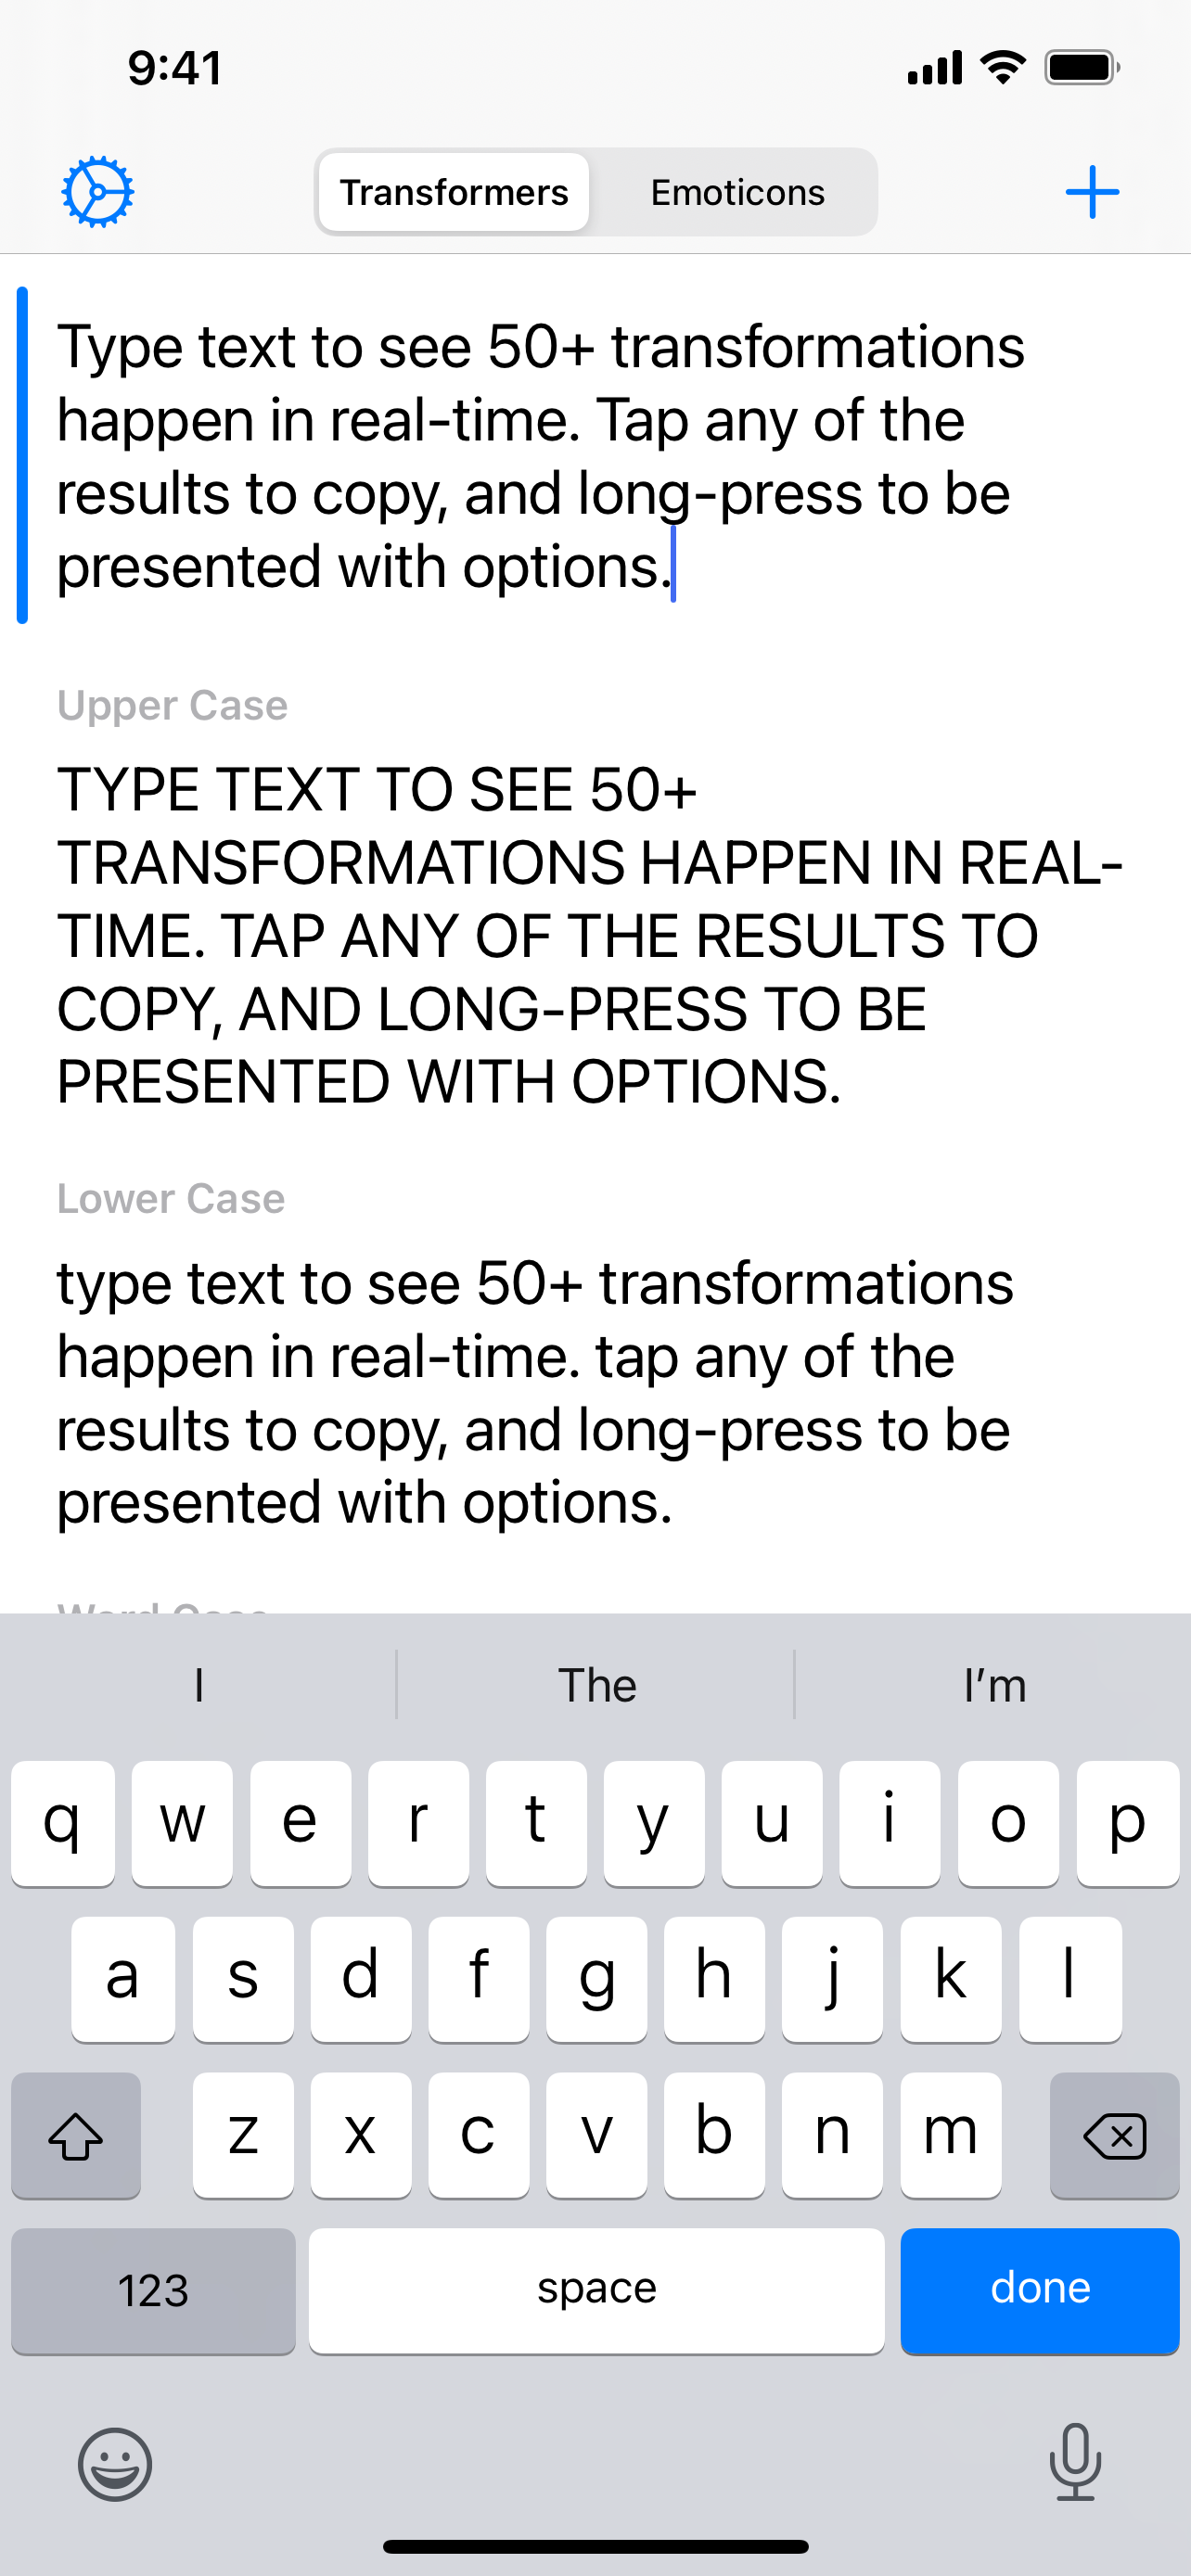 9:41
Transformers Emoticons
Type text to see 50+ transformations
happen in real-time. Tap any of the
results to copy, and long-press to be
presented with options.
Upper Case
TYPE TEXT TO SEE 50+
TRANSFORMATIONS HAPPEN IN REAL-
TIME. TAP ANY OF THE RESULTS TO
COPY, AND LONG-PRESS TO BE
PRESENTED WITH OPTIONS.
Lower Case
type text to see 50+ transformations
happen in real-time. tap any of the
results to copy, and long-press to be
presented with options.
Word Case
I The I’m
q w e r t y u i o p
a s d f g h j k l
z x c v b n m
123 space done